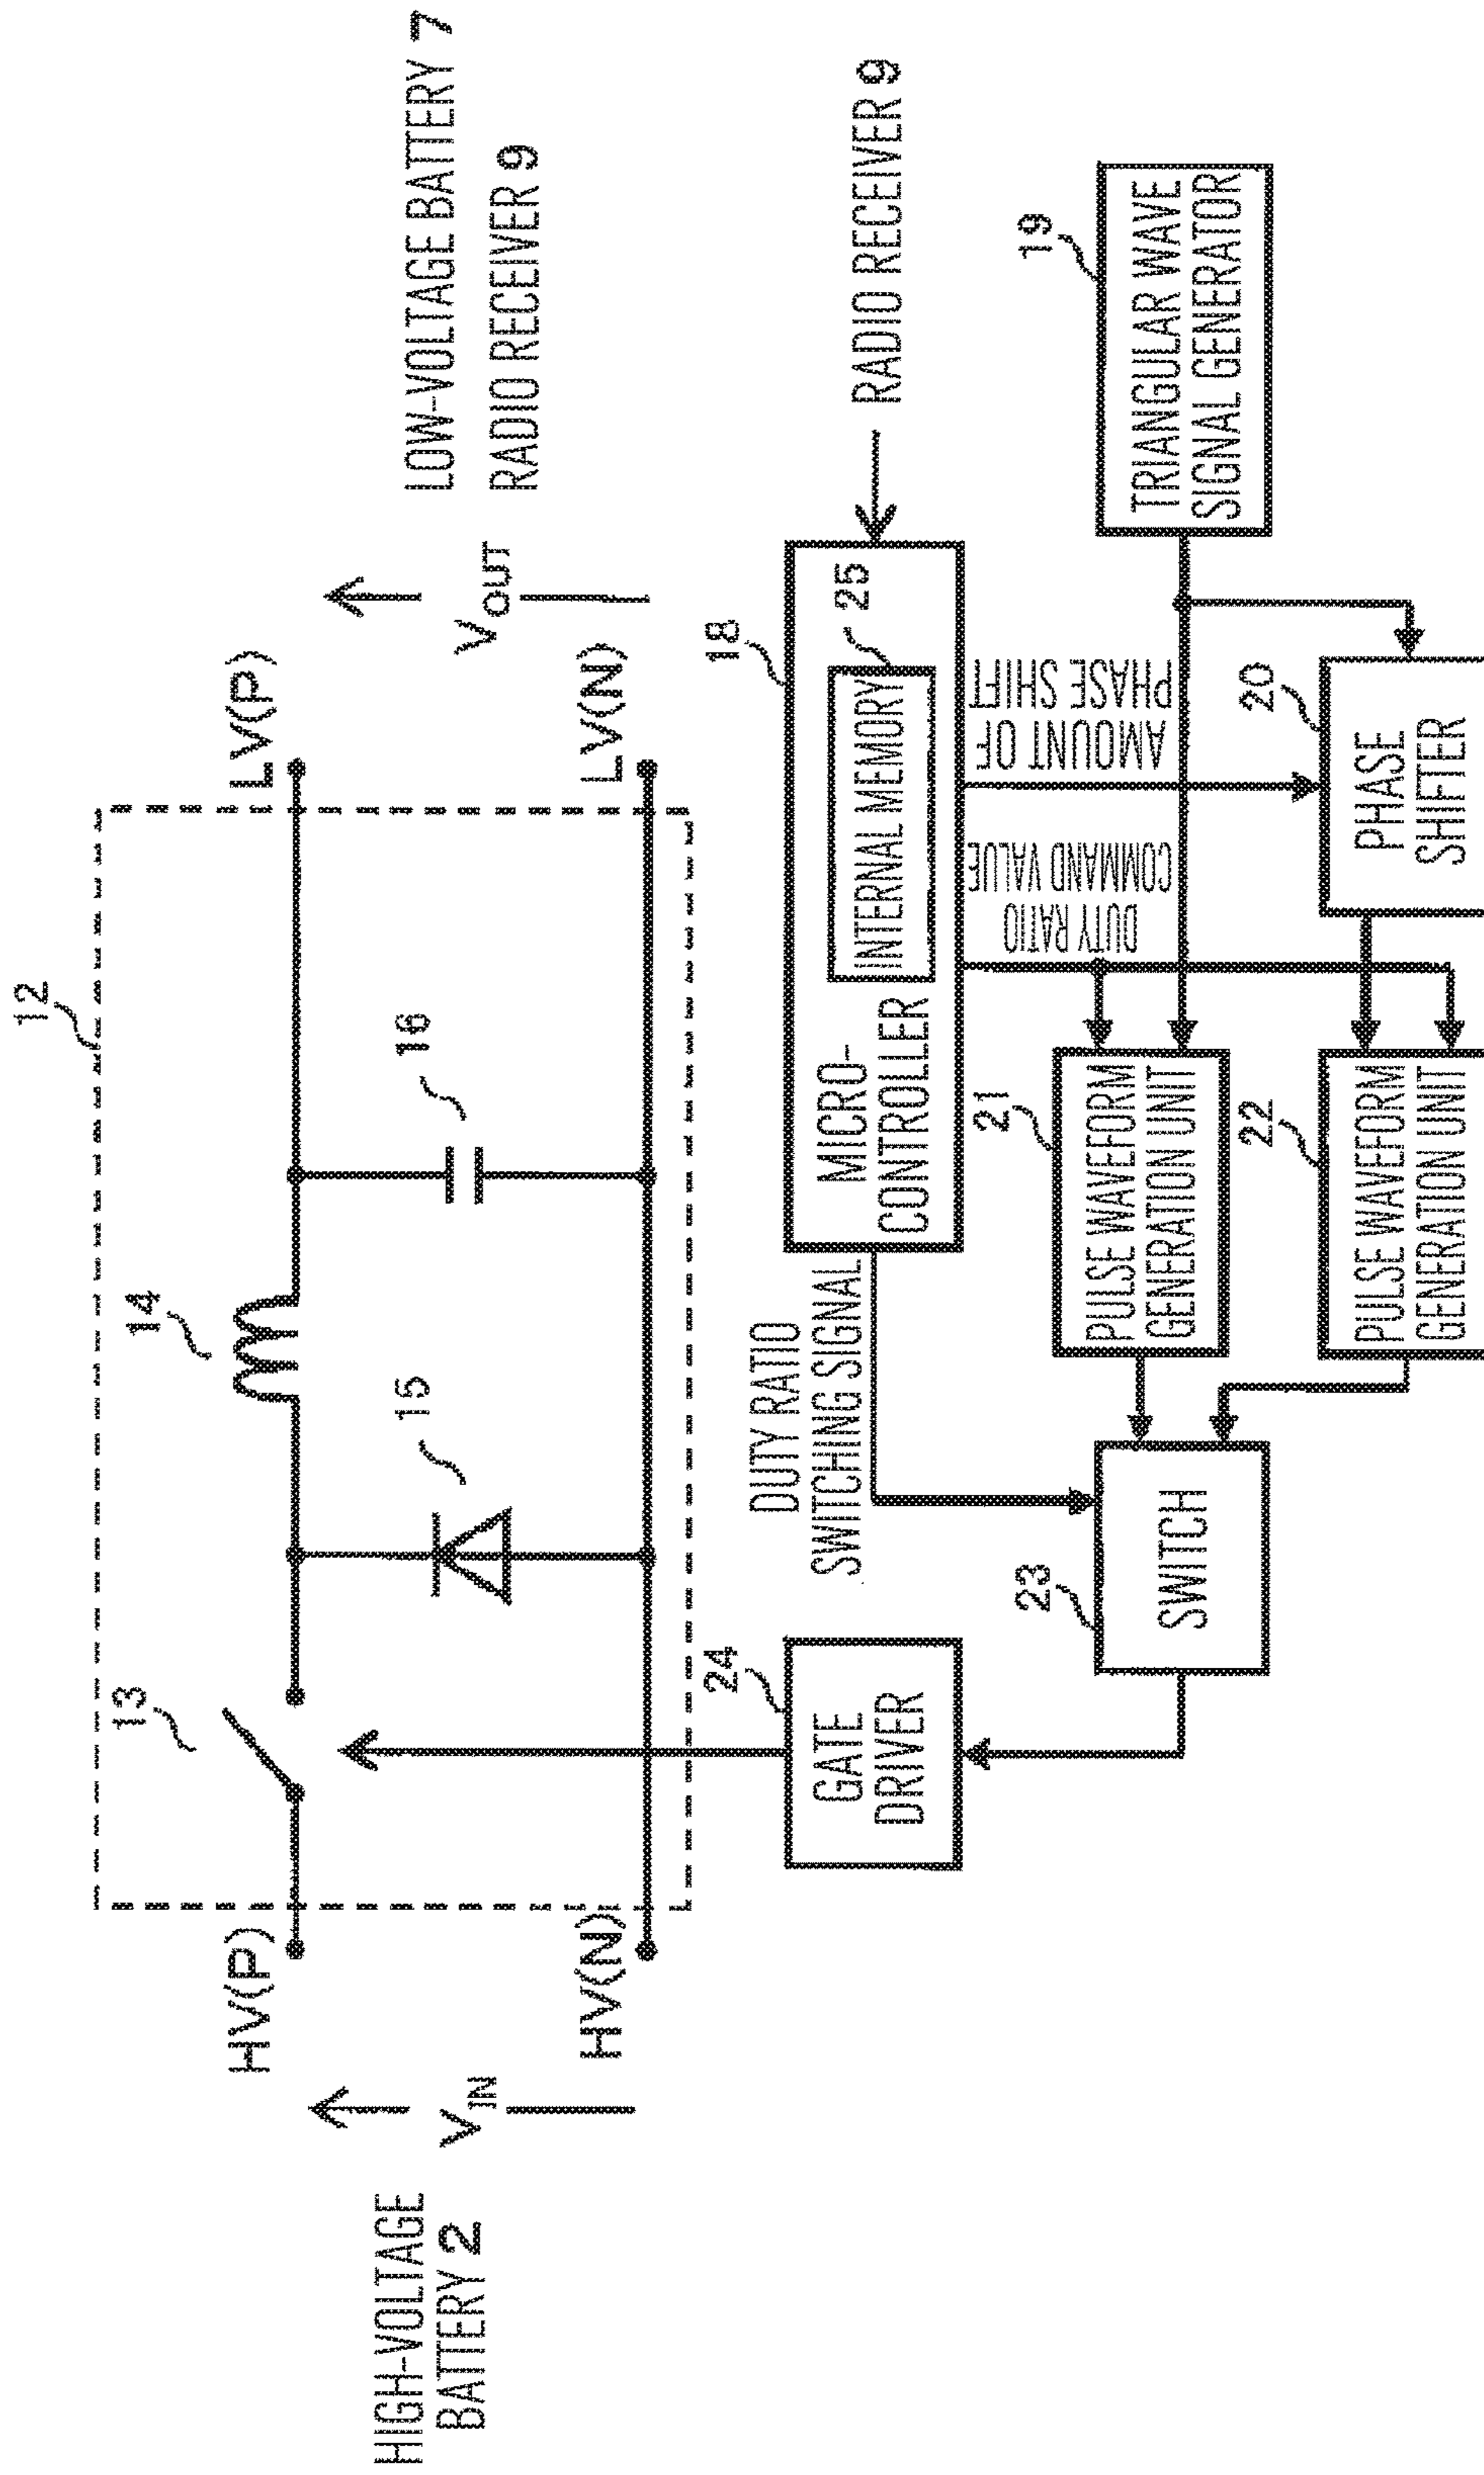 12
HIGH-VOLTAGE
BATTERY 2
VIN
HV(P)
HV(N)
13
14
15
16
LV(P)
LV(N)
VOUT
LOW-VOLTAGE BATTERY 7
RADIO RECEIVER 9
24
GATE
DRIVER
DUTY RATIO
SWITCHING SIGNAL
18
MICRO-
CONTROLLER
INTERNAL MEMORY
25
RADIO RECEIVER 9
DUTY RATIO
COMMAND VALUE
AMOUNT OF
PHASE SHIFT
23
SWITCH
21
PULSE WAVEFORM
GENERATION UNIT
19
TRIANGULAR WAVE
SIGNAL GENERATOR
22
PULSE WAVEFORM
GENERATION UNIT
20
PHASE
SHIFTER